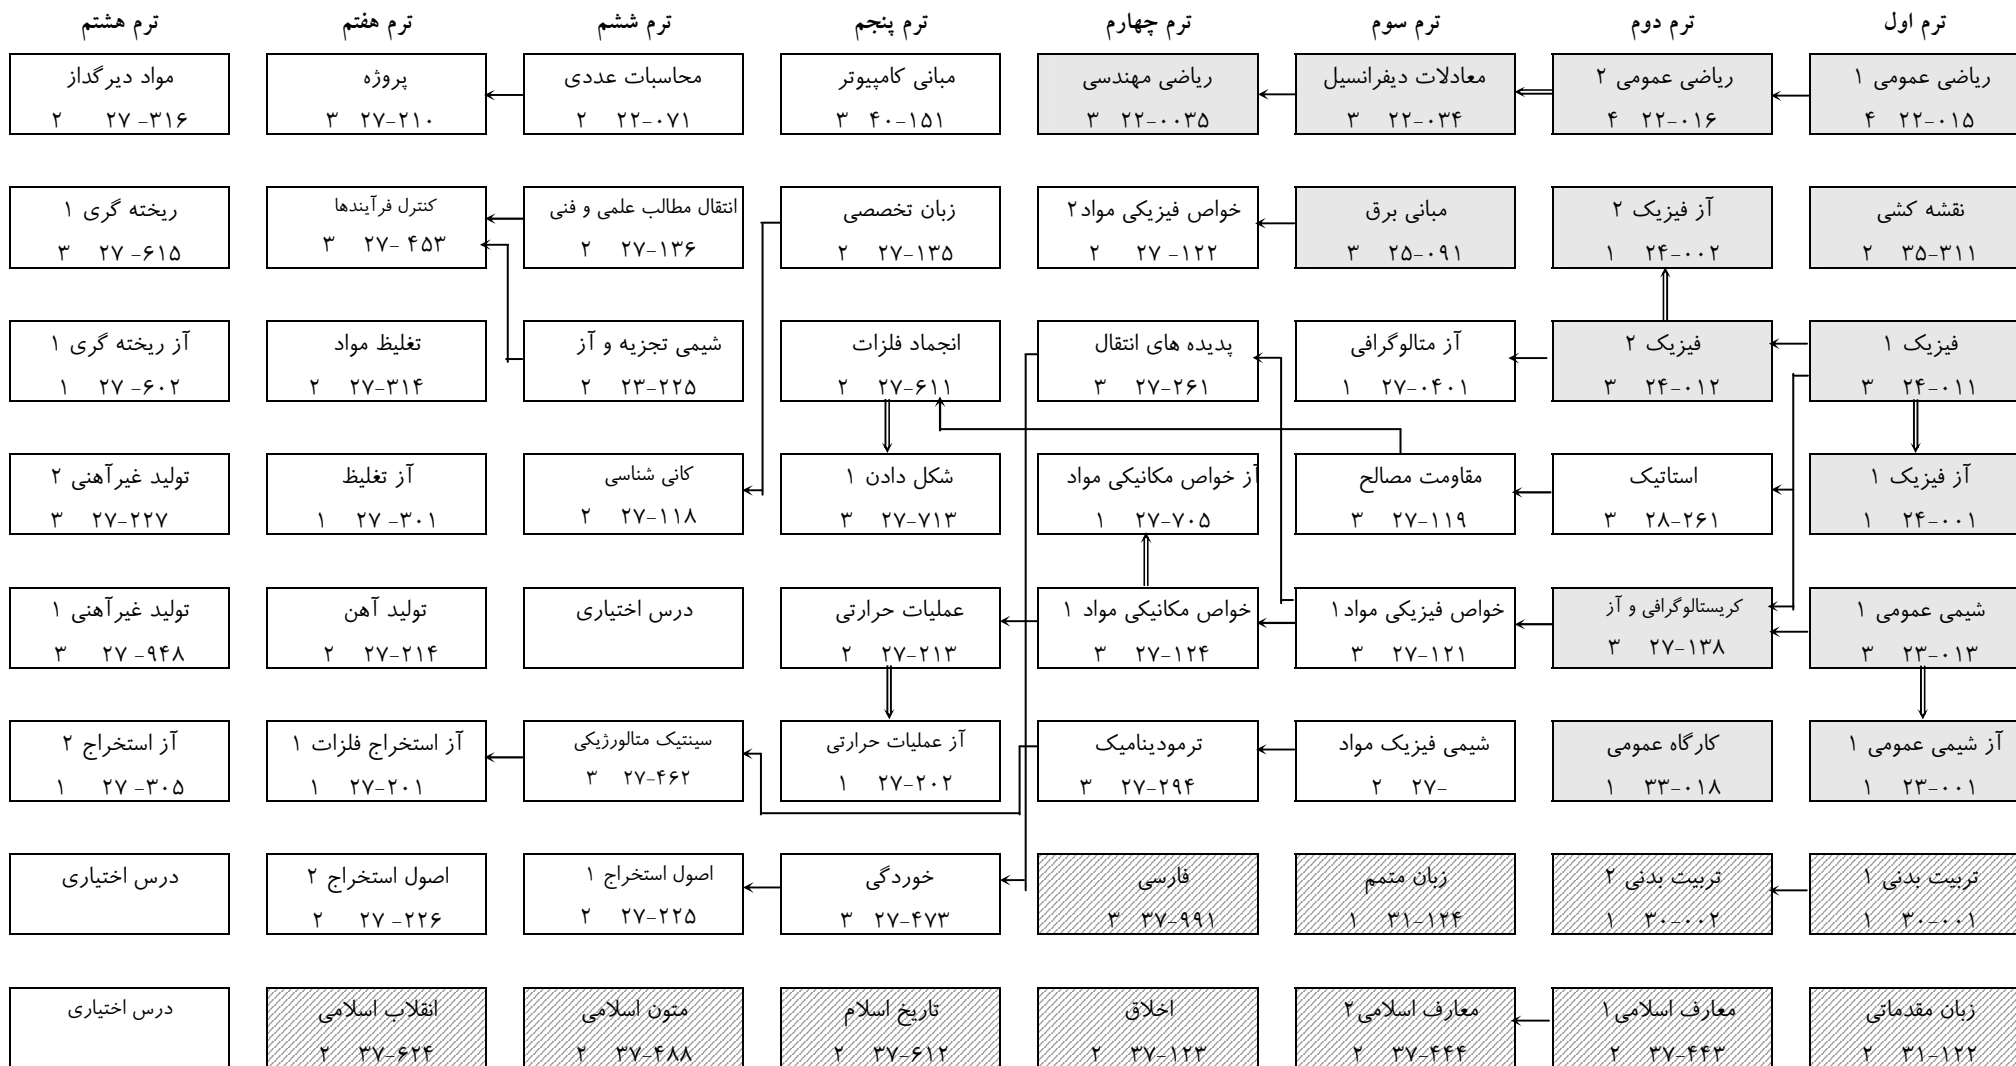 ترم اول ترم دوم ترم سوم ترم چهارم ترم پنجم ترم ششم ترم هفتم ترم هشتم
ریاضی عمومی ۱ ریاضی عمومی ۲ معادلات دیفرانسیل ریاضی مهندسی مبانی کامپیوتر محاسبات عددی پروژه مواد دیرگداز
۲۲-۰۱۵ ۴ ۲۲-۰۱۶ ۴ ۲۲-۰۳۴ ۳ ۲۲-۰۰۳۵ ۳ ۴۰-۱۵۱ ۳ ۲۲-۰۷۱ ۲ ۲۷-۲۱۰ ۳ ۲۷-۳۱۶ ۲
نقشه کشی آز فیزیک ۲ مبانی برق خواص فیزیکی مواد۲ زبان تخصصی انتقال مطالب علمی و فنی کنترل فرآیندها ریخته گری ۱
۳۵-۳۱۱ ۲ ۲۴-۰۰۲ ۱ ۲۵-۰۹۱ ۳ ۲۷-۱۲۲ ۲ ۲۷-۱۳۵ ۲ ۲۷-۱۳۶ ۲ ۲۷-۴۵۳ ۳ ۲۷-۶۱۵ ۳
فیزیک ۱ فیزیک ۲ آز متالوگرافی پدیده های انتقال انجماد فلزات شیمی تجزیه و آز تغلیظ مواد آز ریخته گری ۱
۲۴-۰۱۱ ۳ ۲۴-۰۱۲ ۳ ۲۷-۰۴۰۱ ۱ ۲۷-۲۶۱ ۳ ۲۷-۶۱۱ ۲ ۲۳-۲۲۵ ۲ ۲۷-۳۱۴ ۲ ۲۷-۶۰۲ ۱
آز فیزیک ۱ استاتیک مقاومت مصالح آز خواص مکانیکی مواد شکل دادن ۱ کانی شناسی آز تغلیظ تولید غیرآهنی ۲
۲۴-۰۰۱ ۱ ۲۸-۲۶۱ ۳ ۲۷-۱۱۹ ۳ ۲۷-۷۰۵ ۱ ۲۷-۷۱۳ ۳ ۲۷-۱۱۸ ۲ ۲۷-۳۰۱ ۱ ۲۷-۲۲۷ ۳
شیمی عمومی ۱ کریستالوگرافی و آز خواص فیزیکی مواد۱ خواص مکانیکی مواد ۱ عملیات حرارتی درس اختیاری تولید آهن تولید غیرآهنی ۱
۲۳-۰۱۳ ۳ ۲۷-۱۳۸ ۳ ۲۷-۱۲۱ ۳ ۲۷-۱۲۴ ۳ ۲۷-۲۱۳ ۲ ۲۷-۲۱۴ ۲ ۲۷-۹۴۸ ۳
آز شیمی عمومی ۱ کارگاه عمومی شیمی فیزیک مواد ترمودینامیک آز عملیات حرارتی سینتیک متالورژیکی آز استخراج فلزات ۱ آز استخراج ۲
۲۳-۰۰۱ ۱ ۳۳-۰۱۸ ۱ ۲۷- ۲ ۲۷-۲۹۴ ۳ ۲۷-۲۰۲ ۱ ۲۷-۴۶۲ ۳ ۲۷-۲۰۱ ۱ ۲۷-۳۰۵ ۱
تربیت بدنی ۱ تربیت بدنی ۲ زبان متمم فارسی خوردگی اصول استخراج ۱ اصول استخراج ۲ درس اختیاری
۳۰-۰۰۱ ۱ ۳۰-۰۰۲ ۱ ۳۱-۱۲۴ ۱ ۳۷-۹۹۱ ۳ ۲۷-۴۷۳ ۳ ۲۷-۲۲۵ ۲ ۲۷-۲۲۶ ۲
زبان مقدماتی معارف اسلامی۱ معارف اسلامی۲ اخلاق تاریخ اسلام متون اسلامی انقلاب اسلامی درس اختیاری
۳۱-۱۲۲ ۲ ۳۷-۴۴۳ ۲ ۳۷-۴۴۴ ۲ ۳۷-۱۲۳ ۲ ۳۷-۶۱۲ ۲ ۳۷-۴۸۸ ۲ ۳۷-۶۲۴ ۲